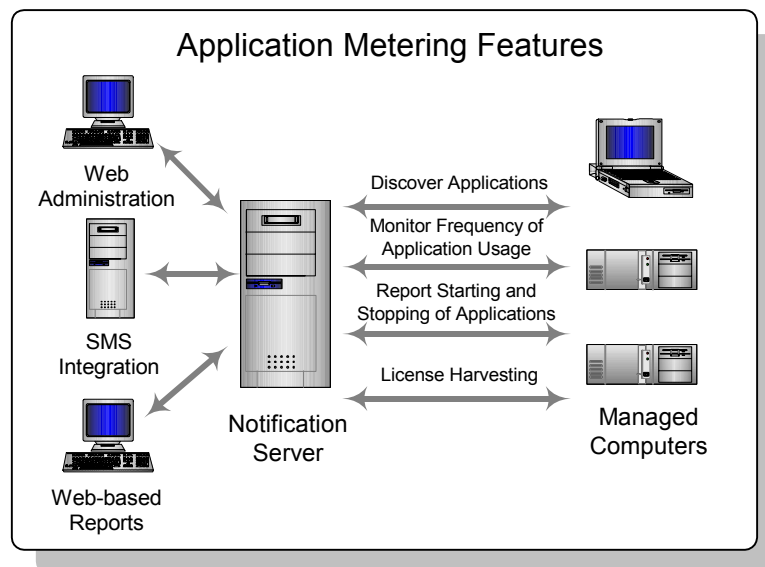 Application Metering Features
Web
Administration
SMS
Integration
Web-based
Reports
Notification
Server
Discover Applications
Monitor Frequency of
Application Usage
Report Starting and
Stopping of Applications
License Harvesting
Managed
Computers